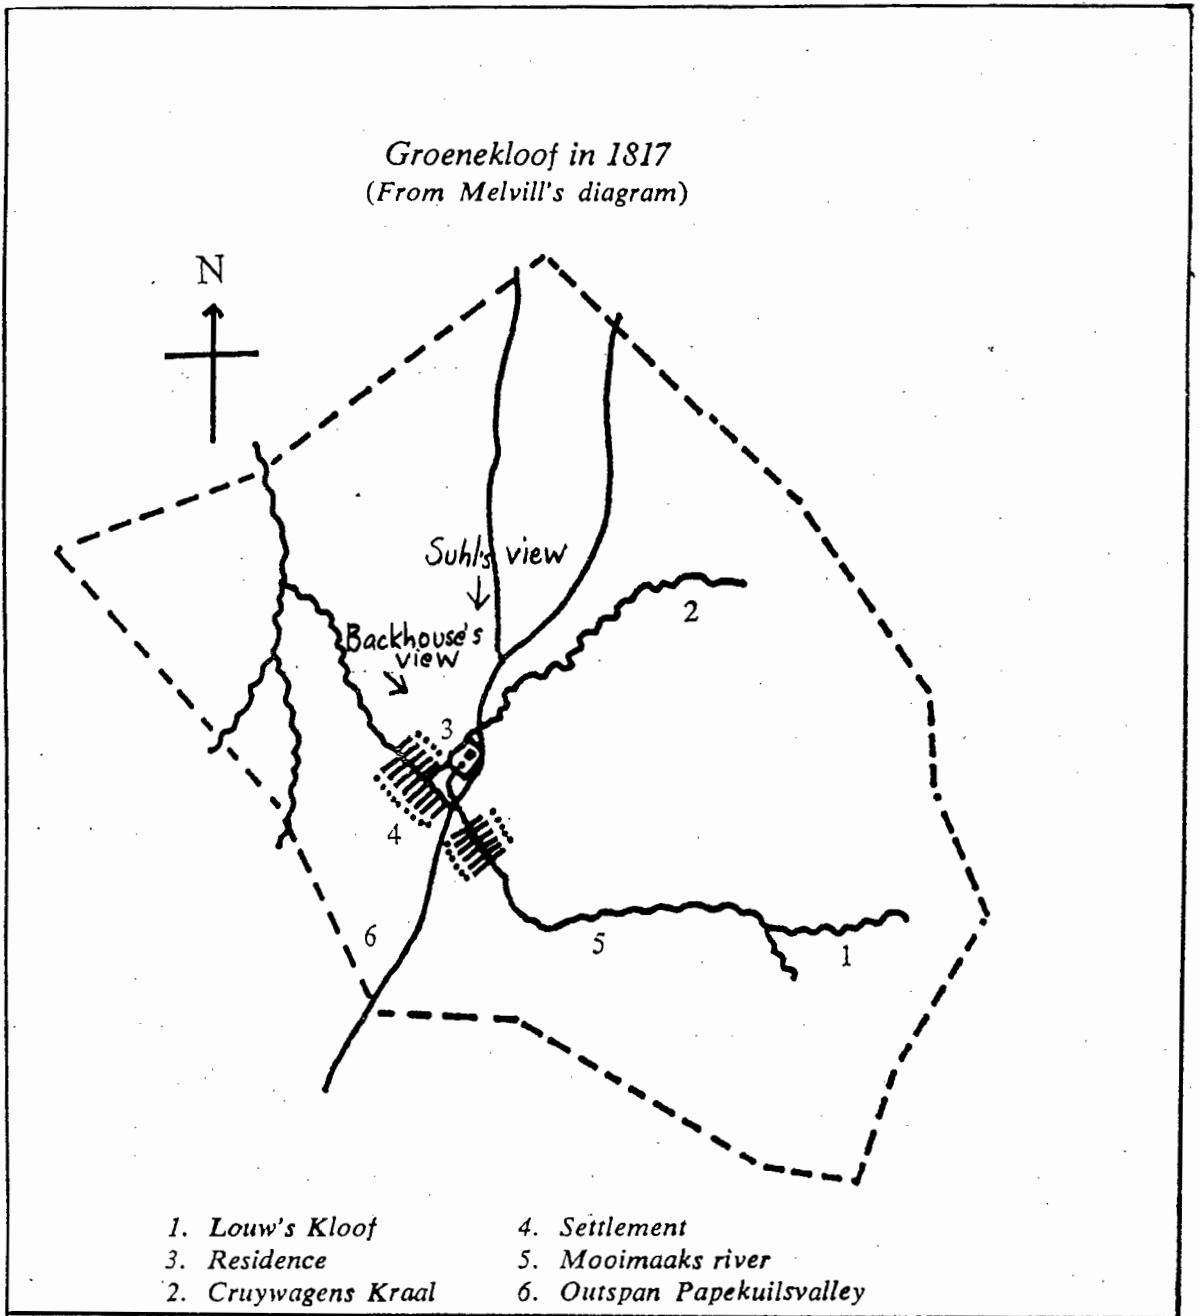 Groenekloof in 1817
(From Melvill's diagram)
N
Suhl's view
2
Backhouse's
view
3
4
6
5
1
1. Louw's Kloof
3. Residence
2. Cruywagens Kraal
4. Settlement
5. Mooimaaks river
6. Outspan Papekuilsvalley